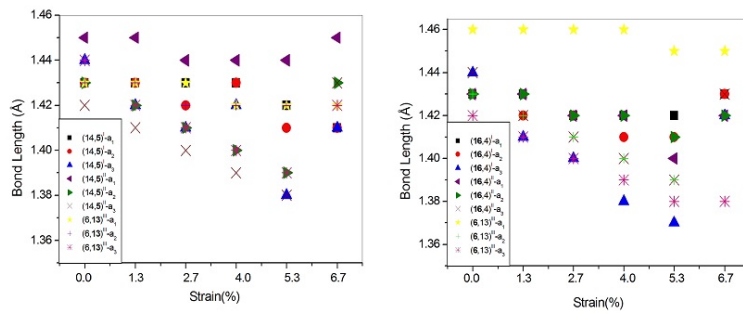 1.46
1.44
1.42
1.40
1.38
1.36
Bond Length (Å)
(14,5)ᴵ-a₁
(14,5)ᴵ-a₂
(14,5)ᴵ-a₃
(14,5)ᴵᴵ-a₁
(14,5)ᴵᴵ-a₂
(14,5)ᴵᴵ-a₃
(6,13)ᴵᴵᴵ-a₁
(6,13)ᴵᴵᴵ-a₂
(6,13)ᴵᴵᴵ-a₃
0.0 1.3 2.7 4.0 5.3 6.7
Strain(%)
1.46
1.44
1.42
1.40
1.38
1.36
Bond Length (Å)
(16,4)ᴵ-a₁
(16,4)ᴵ-a₂
(16,4)ᴵ-a₃
(16,4)ᴵᴵ-a₁
(16,4)ᴵᴵ-a₂
(16,4)ᴵᴵ-a₃
(6,13)ᴵᴵᴵ-a₁
(6,13)ᴵᴵᴵ-a₂
(6,13)ᴵᴵᴵ-a₃
0.0 1.3 2.7 4.0 5.3 6.7
Strain(%)